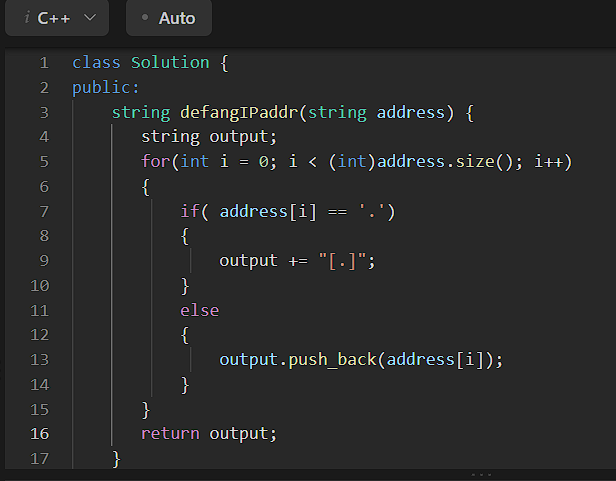 i C++ Auto
1 class Solution {
2 public:
3     string defangIPaddr(string address) {
4        string output;
5        for(int i = 0; i < (int)address.size(); i++)
6        {
7            if( address[i] == '.')
8            {
9                output += "[.]";
10            }
11            else
12            {
13                output.push_back(address[i]);
14            }
15        }
16        return output;
17     }